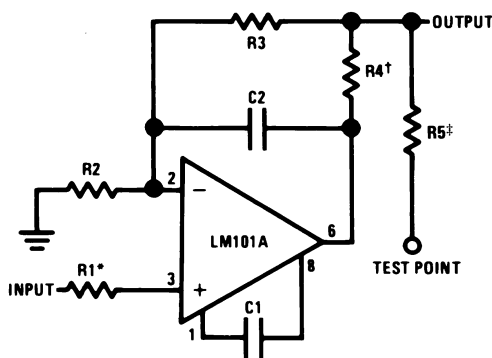 R3
OUTPUT
R4†
C2
R5‡
R2
2
−
LM101A
6
TEST POINT
INPUT
R1*
3
+
8
1
C1